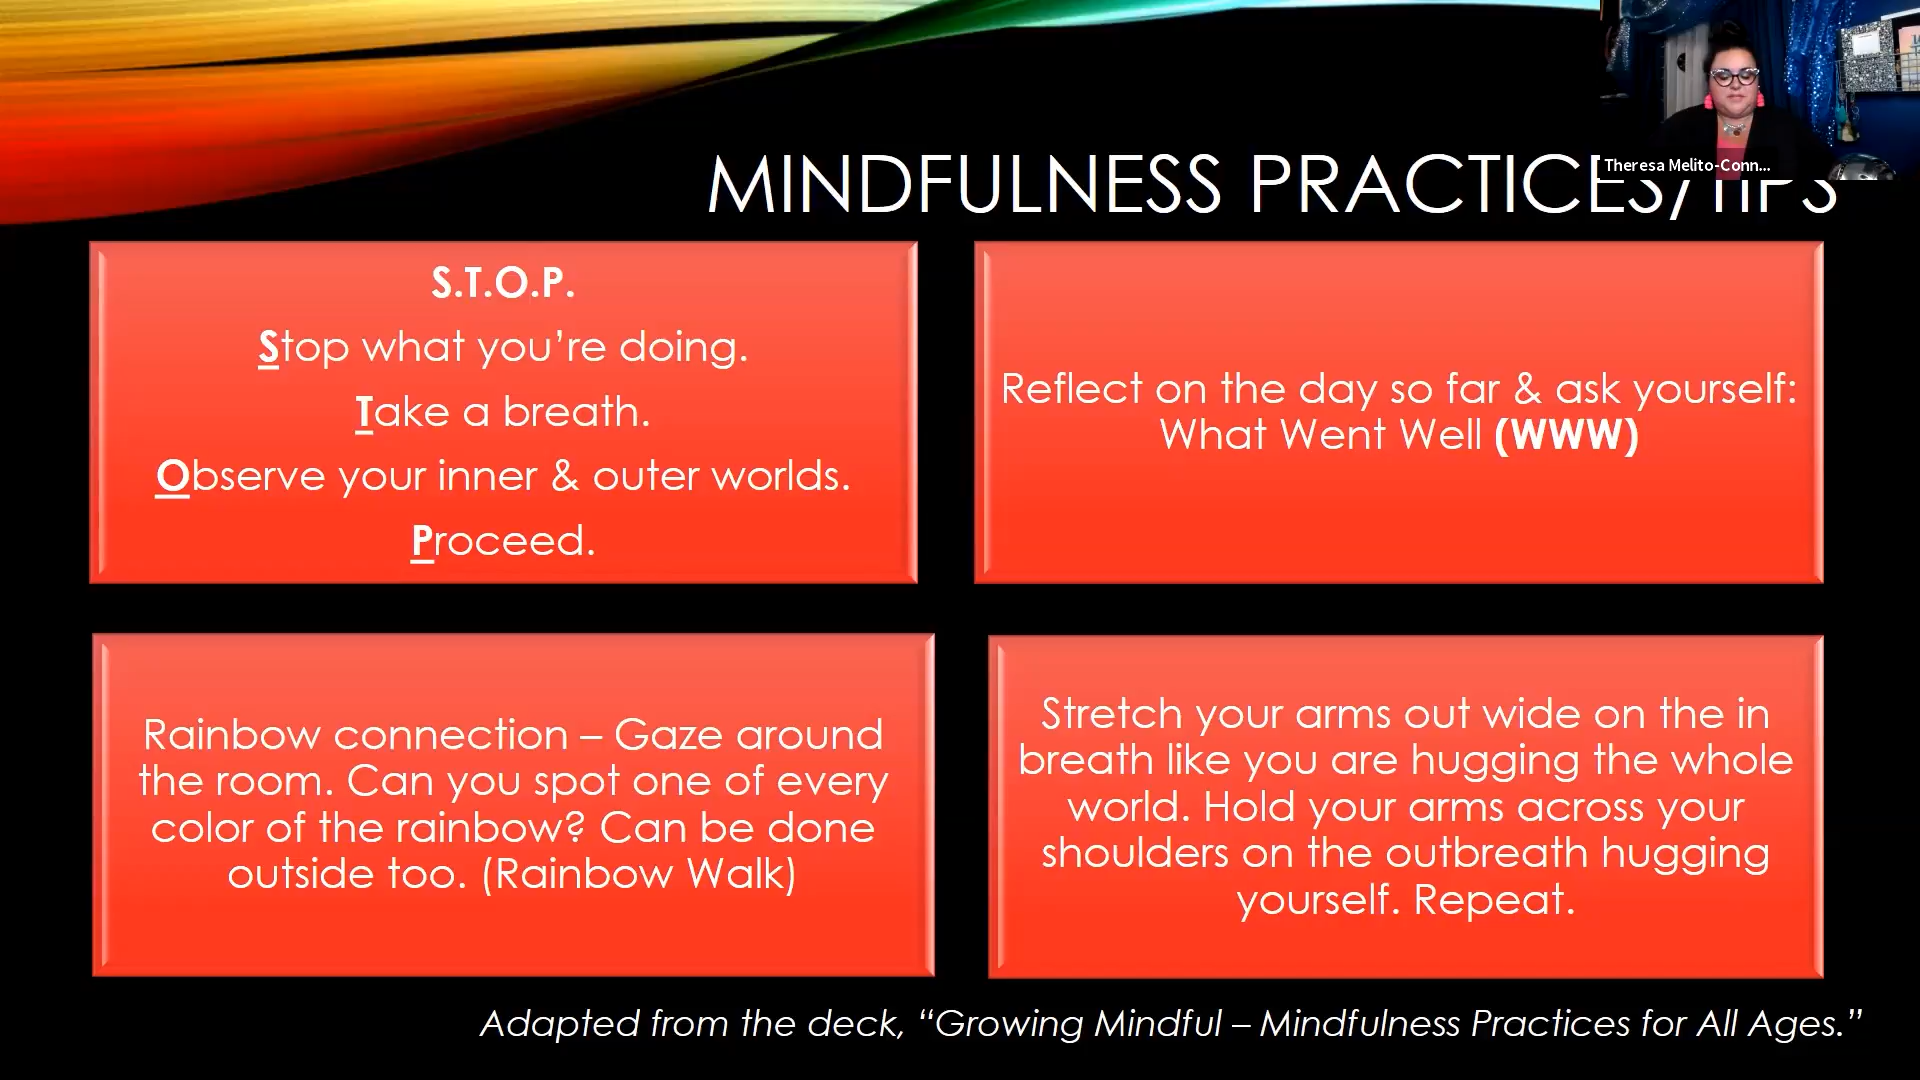 Theresa Melito-Conn...
MINDFULNESS PRACTICES/TIPS
S.T.O.P.
Stop what you’re doing.
Take a breath.
Observe your inner & outer worlds.
Proceed.
Reflect on the day so far & ask yourself:
What Went Well (WWW)
Rainbow connection – Gaze around
the room. Can you spot one of every
color of the rainbow? Can be done
outside too. (Rainbow Walk)
Stretch your arms out wide on the in
breath like you are hugging the whole
world. Hold your arms across your
shoulders on the outbreath hugging
yourself. Repeat.
Adapted from the deck, “Growing Mindful – Mindfulness Practices for All Ages.”